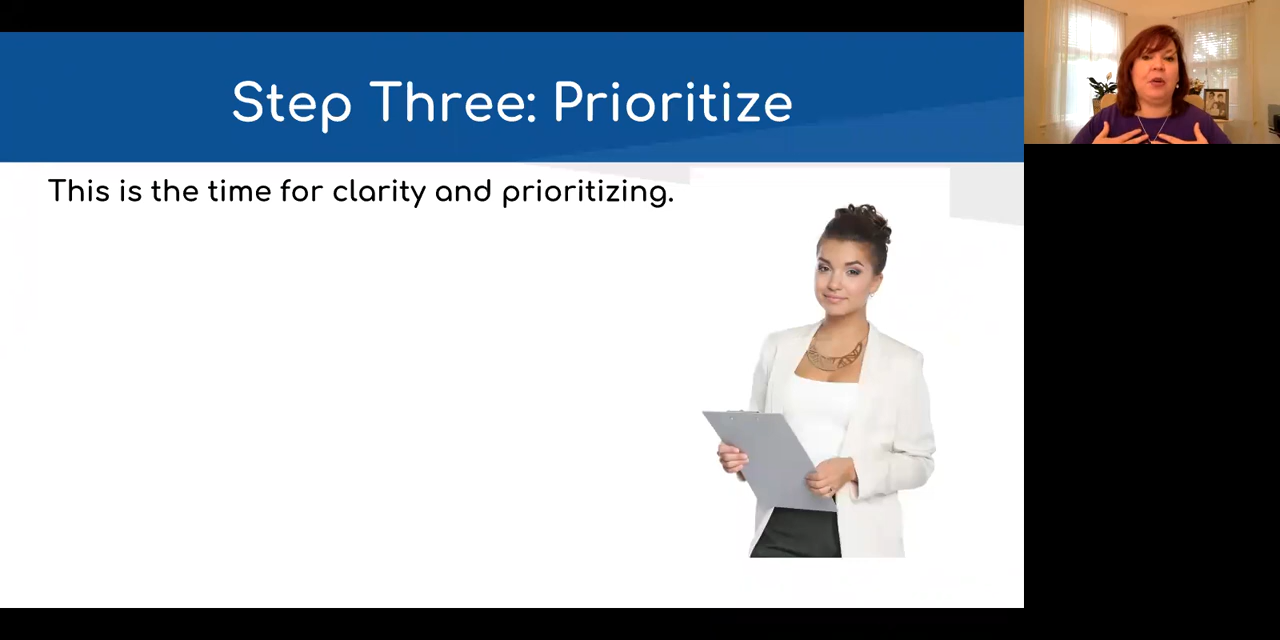 Step Three: Prioritize
This is the time for clarity and prioritizing.